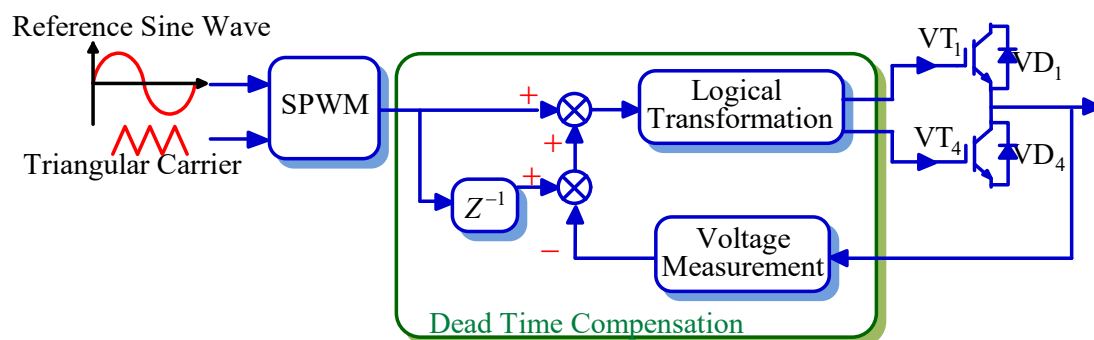 Reference Sine Wave
Triangular Carrier
SPWM
+
+
+
−
Z⁻¹
Logical
Transformation
Voltage
Measurement
Dead Time Compensation
VT₁
VD₁
VT₄
VD₄